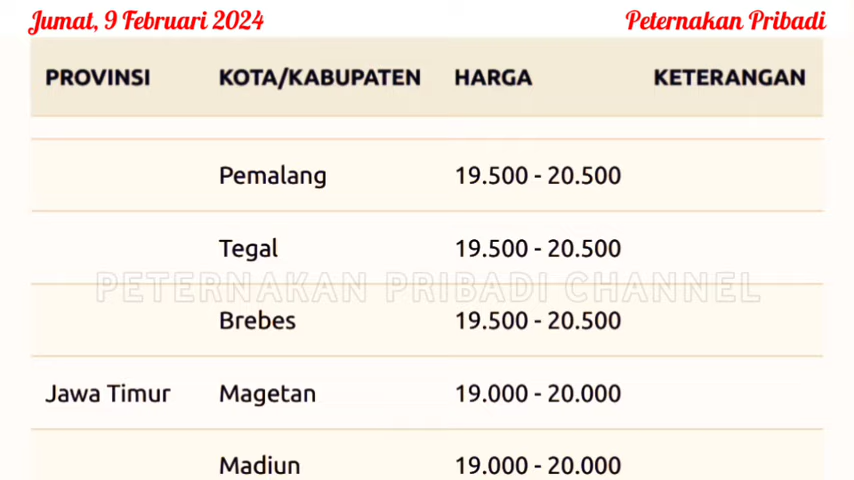 Jumat, 9 Februari 2024 Peternakan Pribadi
PROVINSI KOTA/KABUPATEN HARGA KETERANGAN
Pemalang 19.500 - 20.500
Tegal 19.500 - 20.500
PETERNAKAN PRIBADI CHANNEL
Brebes 19.500 - 20.500
Jawa Timur Magetan 19.000 - 20.000
Madiun 19.000 - 20.000